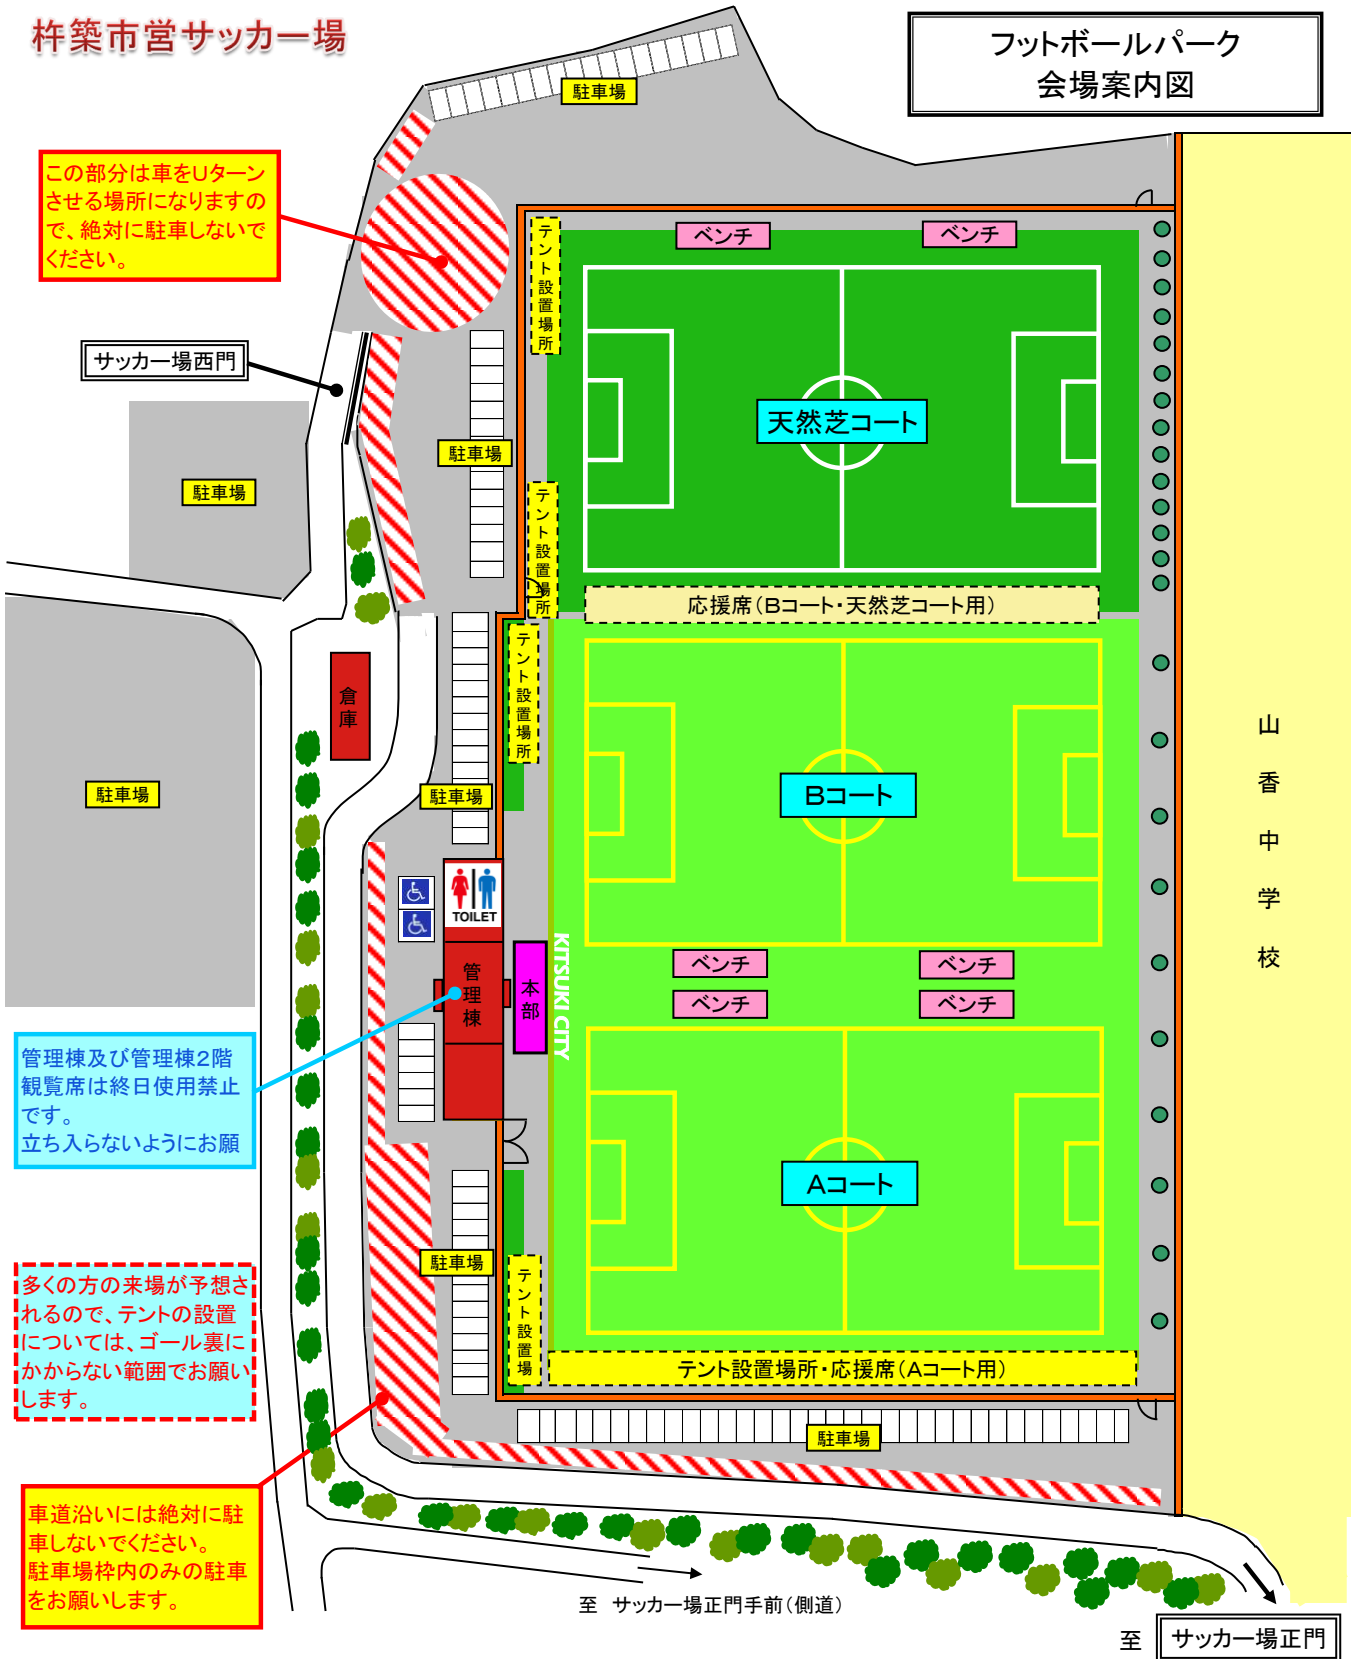 杵築市営サッカー場
フットボールパーク
会場案内図
駐車場
この部分は車をUターン
させる場所になりますの
で、絶対に駐車しないで
ください。
テント設置場所
ベンチ
ベンチ
サッカー場西門
天然芝コート
駐車場
駐車場
テント設置場所
応援席(Bコート・天然芝コート用)
テント設置場所
倉庫
山香中学校
Bコート
駐車場
駐車場
TOILET
管理棟
本部
KITSUKI CITY
ベンチ
ベンチ
ベンチ
ベンチ
管理棟及び管理棟2階
観覧席は終日使用禁止
です。
立ち入らないようにお願
Aコート
駐車場
多くの方の来場が予想さ
れるので、テントの設置
については、ゴール裏に
かからない範囲でお願い
します。
テント設置場
テント設置場所・応援席(Aコート用)
駐車場
車道沿いには絶対に駐
車しないでください。
駐車場枠内のみの駐車
をお願いします。
至 サッカー場正門手前(側道)
至 サッカー場正門